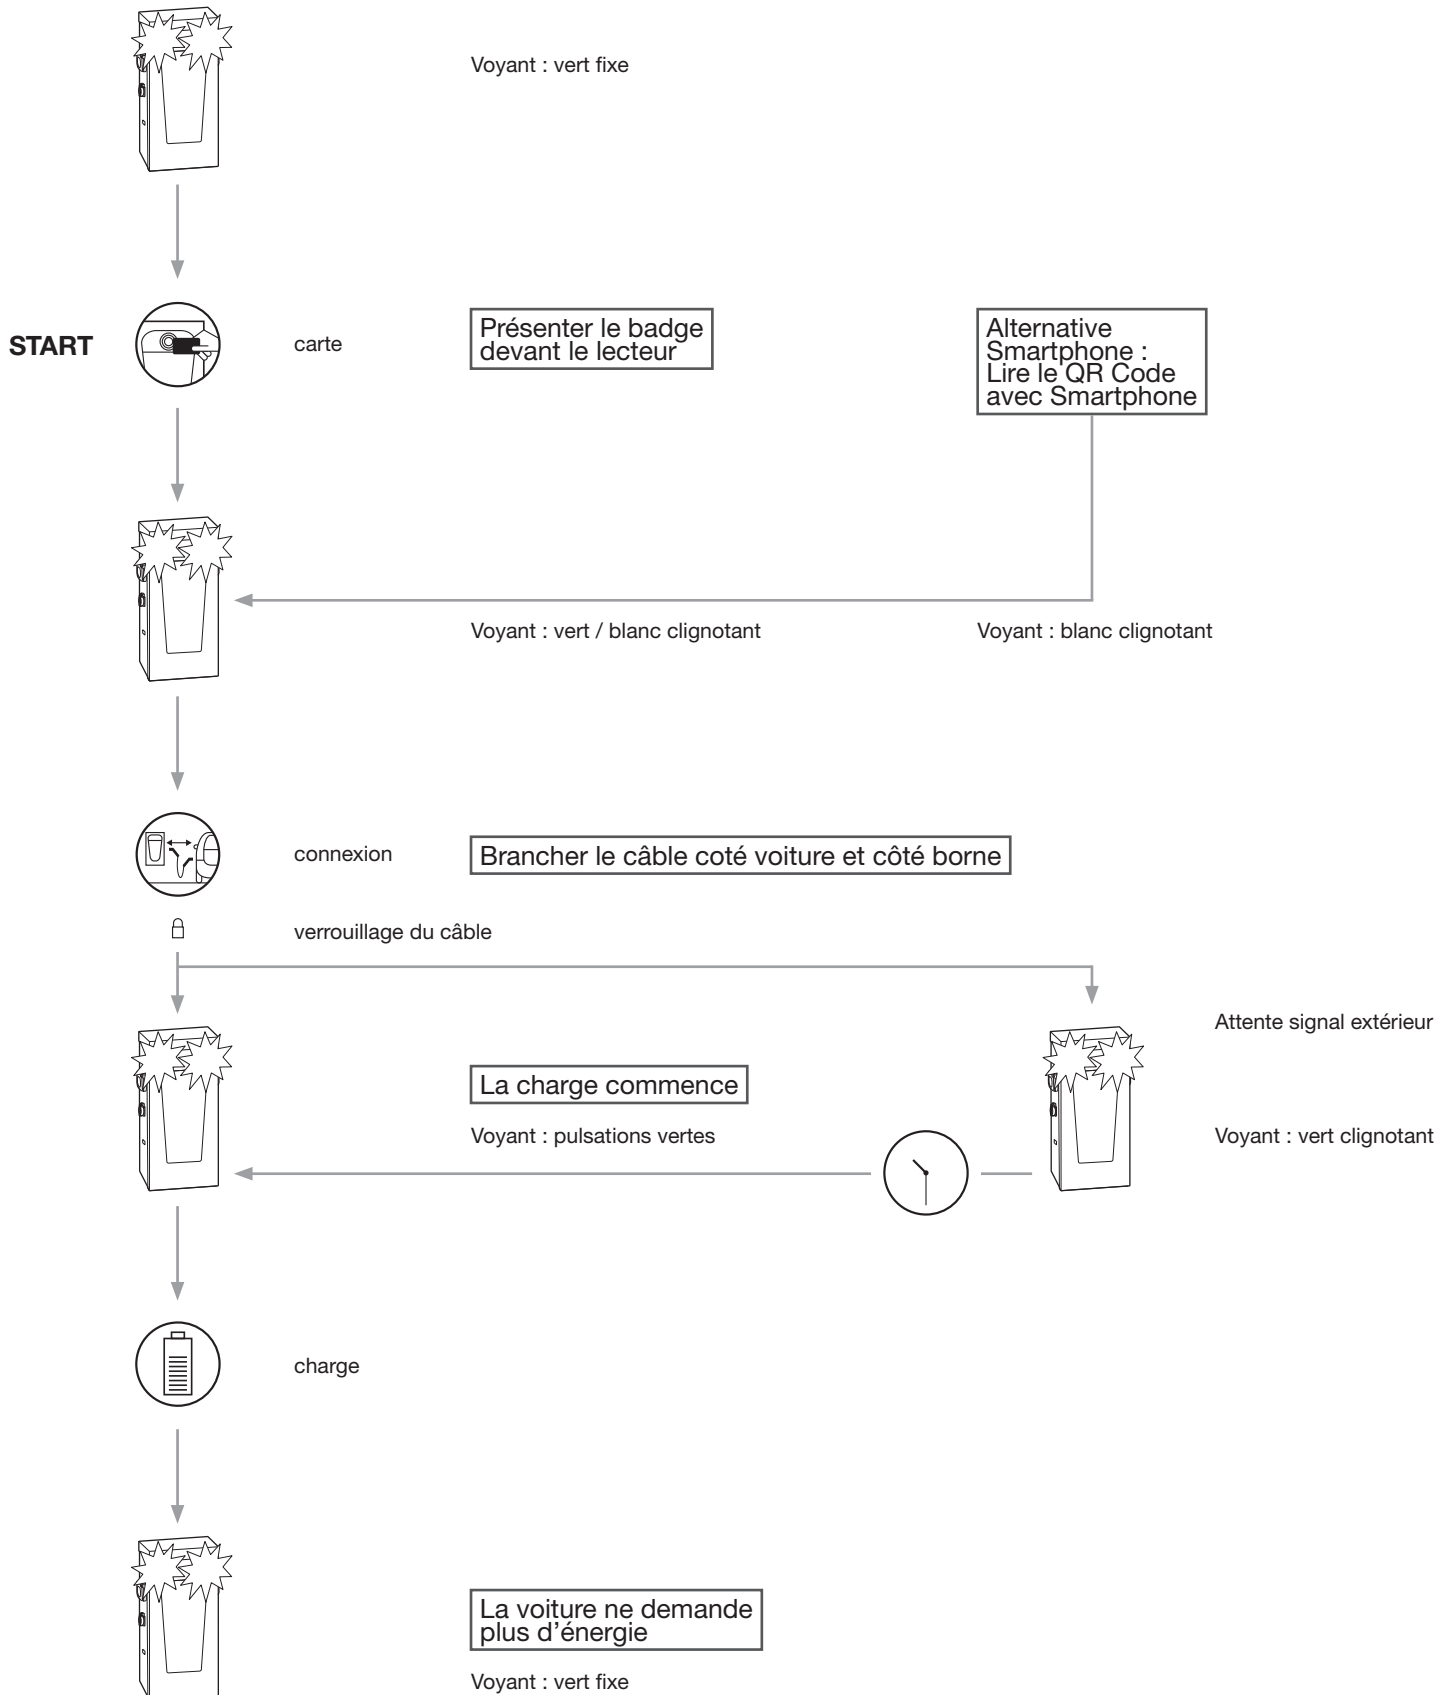 Voyant : vert fixe
START
carte
Présenter le badge
devant le lecteur
Alternative
Smartphone :
Lire le QR Code
avec Smartphone
Voyant : vert / blanc clignotant
Voyant : blanc clignotant
connexion
Brancher le câble coté voiture et côté borne
verrouillage du câble
Attente signal extérieur
La charge commence
Voyant : pulsations vertes
Voyant : vert clignotant
charge
La voiture ne demande
plus d’énergie
Voyant : vert fixe